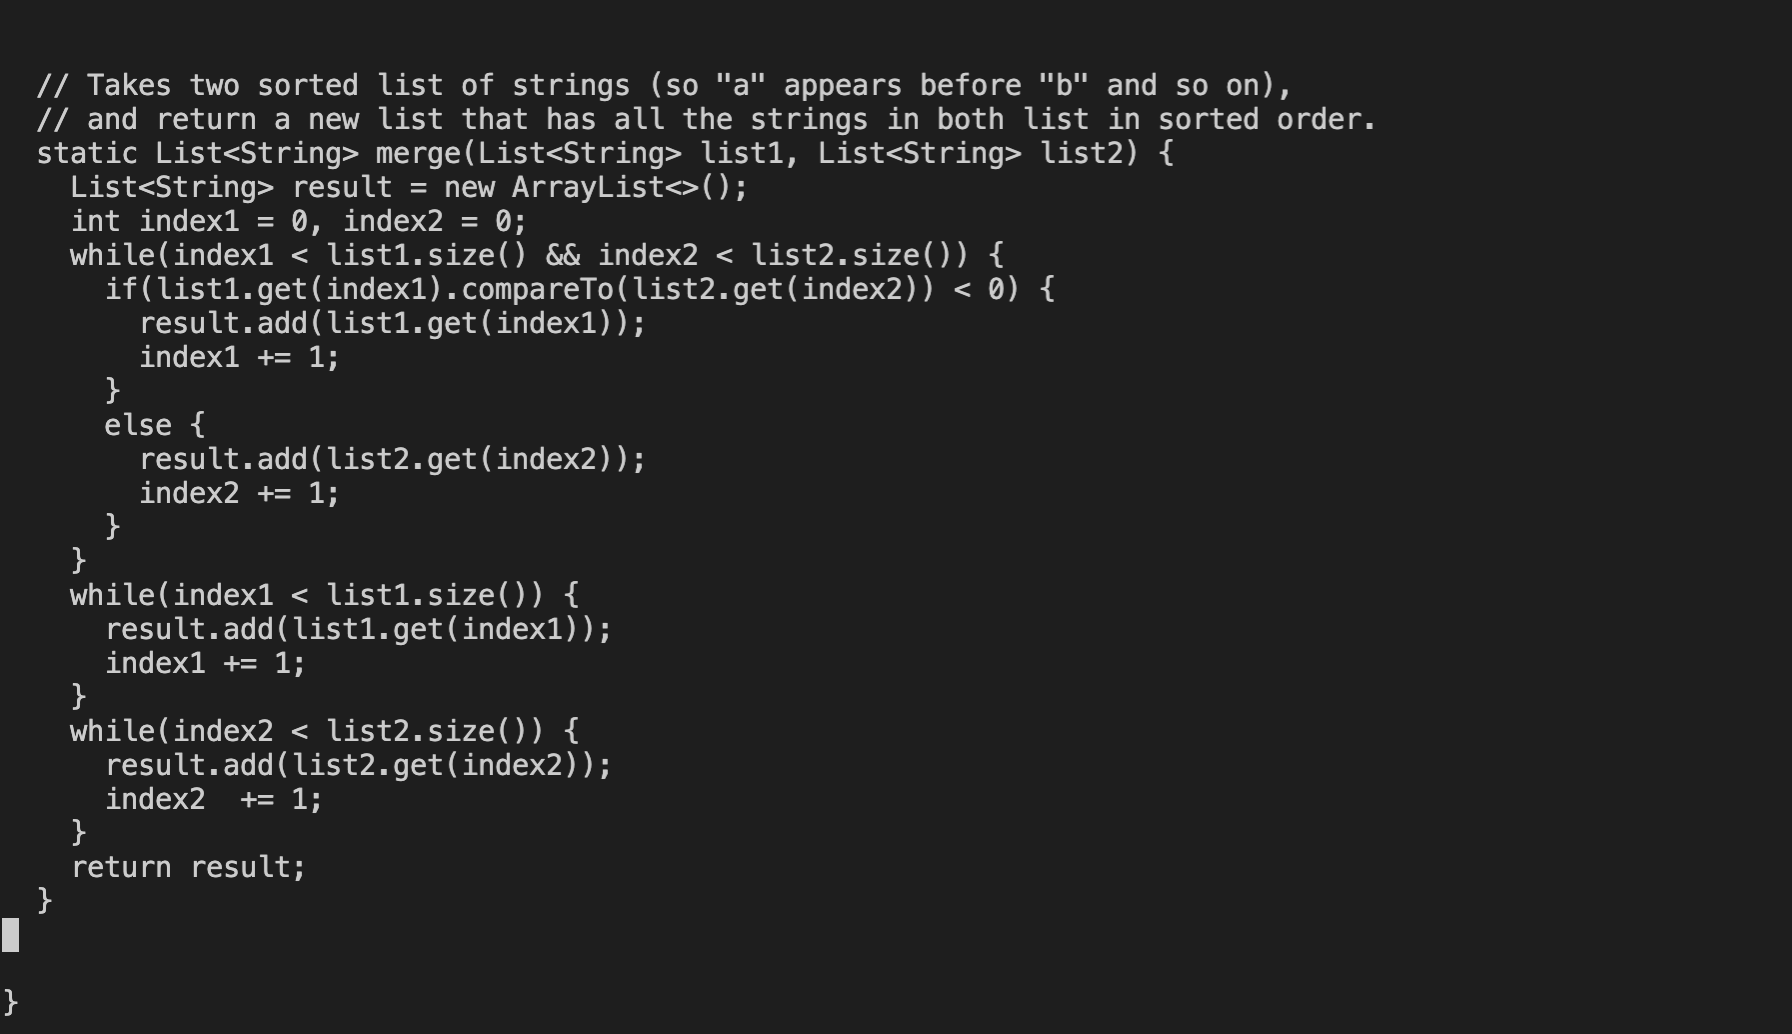 // Takes two sorted list of strings (so "a" appears before "b" and so on),
// and return a new list that has all the strings in both list in sorted order.
static List<String> merge(List<String> list1, List<String> list2) {
List<String> result = new ArrayList<>();
int index1 = 0, index2 = 0;
while(index1 < list1.size() && index2 < list2.size()) {
if(list1.get(index1).compareTo(list2.get(index2)) < 0) {
result.add(list1.get(index1));
index1 += 1;
}
else {
result.add(list2.get(index2));
index2 += 1;
}
}
while(index1 < list1.size()) {
result.add(list1.get(index1));
index1 += 1;
}
while(index2 < list2.size()) {
result.add(list2.get(index2));
index2  += 1;
}
return result;
}
}